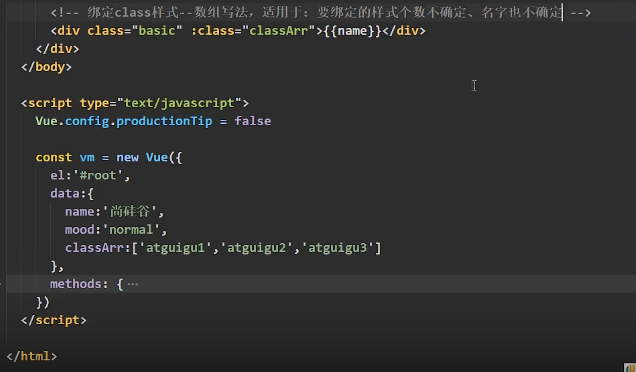 <!-- 绑定class样式--数组写法，适用于：要绑定的样式个数不确定、名字也不确定 -->
<div class="basic" :class="classArr">{{name}}</div>
</div>
</body>
<script type="text/javascript">
Vue.config.productionTip = false
const vm = new Vue({
el:'#root',
data:{
name:'尚硅谷',
mood:'normal',
classArr:['atguigu1','atguigu2','atguigu3']
},
methods: {…
})
</script>
</html>